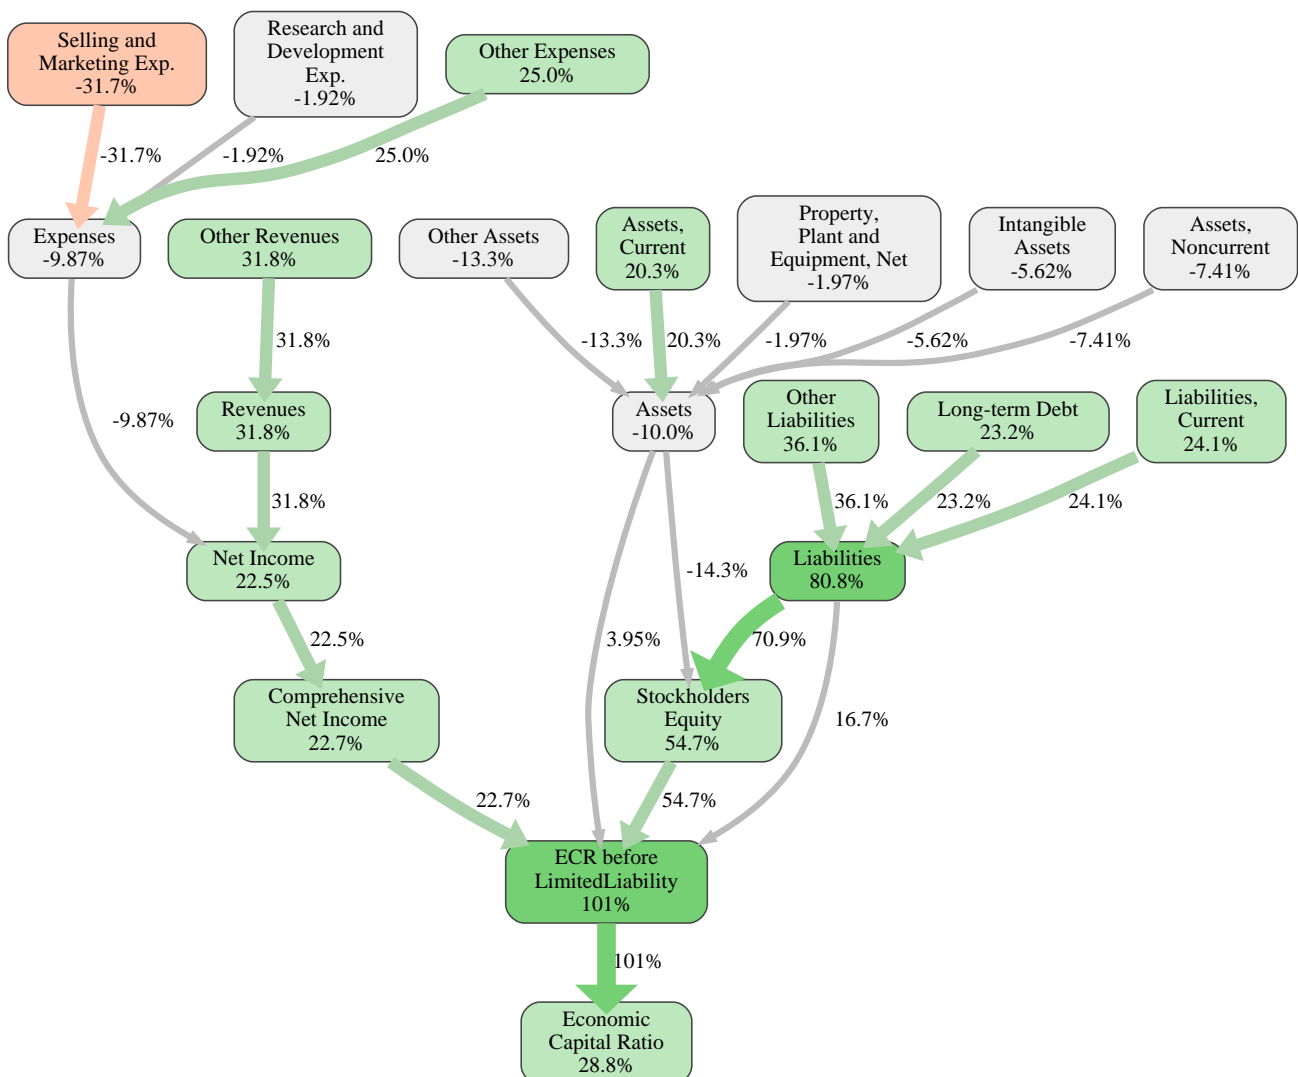 Selling and
Marketing Exp.
-31.7%
Research and
Development
Exp.
-1.92%
Other Expenses
25.0%
-31.7%
-1.92%
25.0%
Expenses
-9.87%
Other Revenues
31.8%
Other Assets
-13.3%
Assets,
Current
20.3%
Property,
Plant and
Equipment, Net
-1.97%
Intangible
Assets
-5.62%
Assets,
Noncurrent
-7.41%
31.8%
-13.3%
20.3%
-1.97%
-5.62%
-7.41%
Revenues
31.8%
Assets
-10.0%
Other
Liabilities
36.1%
Long-term Debt
23.2%
Liabilities,
Current
24.1%
-9.87%
31.8%
36.1%
23.2%
24.1%
Net Income
22.5%
-14.3%
Liabilities
80.8%
22.5%
3.95%
70.9%
Comprehensive
Net Income
22.7%
Stockholders
Equity
54.7%
16.7%
22.7%
54.7%
ECR before
LimitedLiability
101%
101%
Economic
Capital Ratio
28.8%